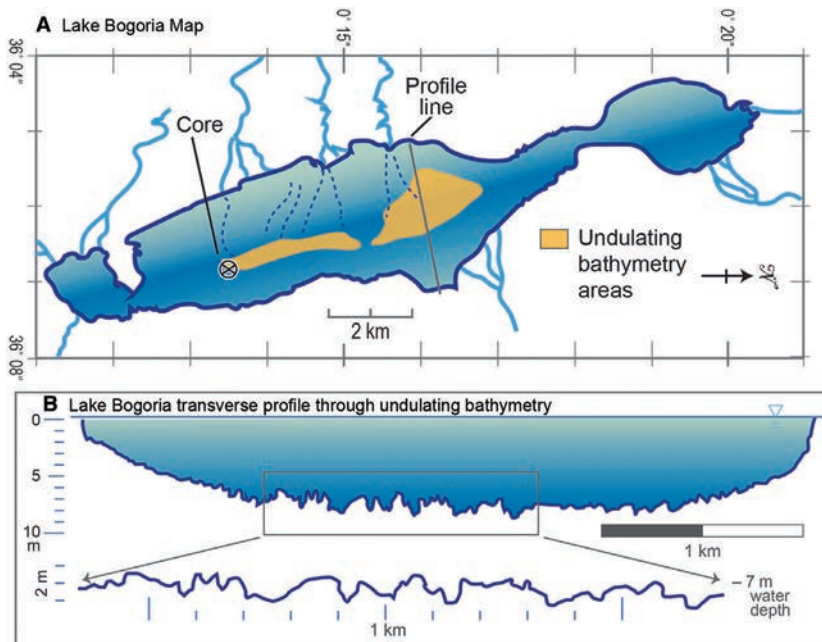 A Lake Bogoria Map
0˚ 15"
0˚ 20"
36˚ 04"
Profile
line
Core
Undulating
bathymetry
areas
N
2 km
36˚ 08"
B Lake Bogoria transverse profile through undulating bathymetry
0
5
10
m
1 km
2 m
2
– 7 m
water
depth
1 km